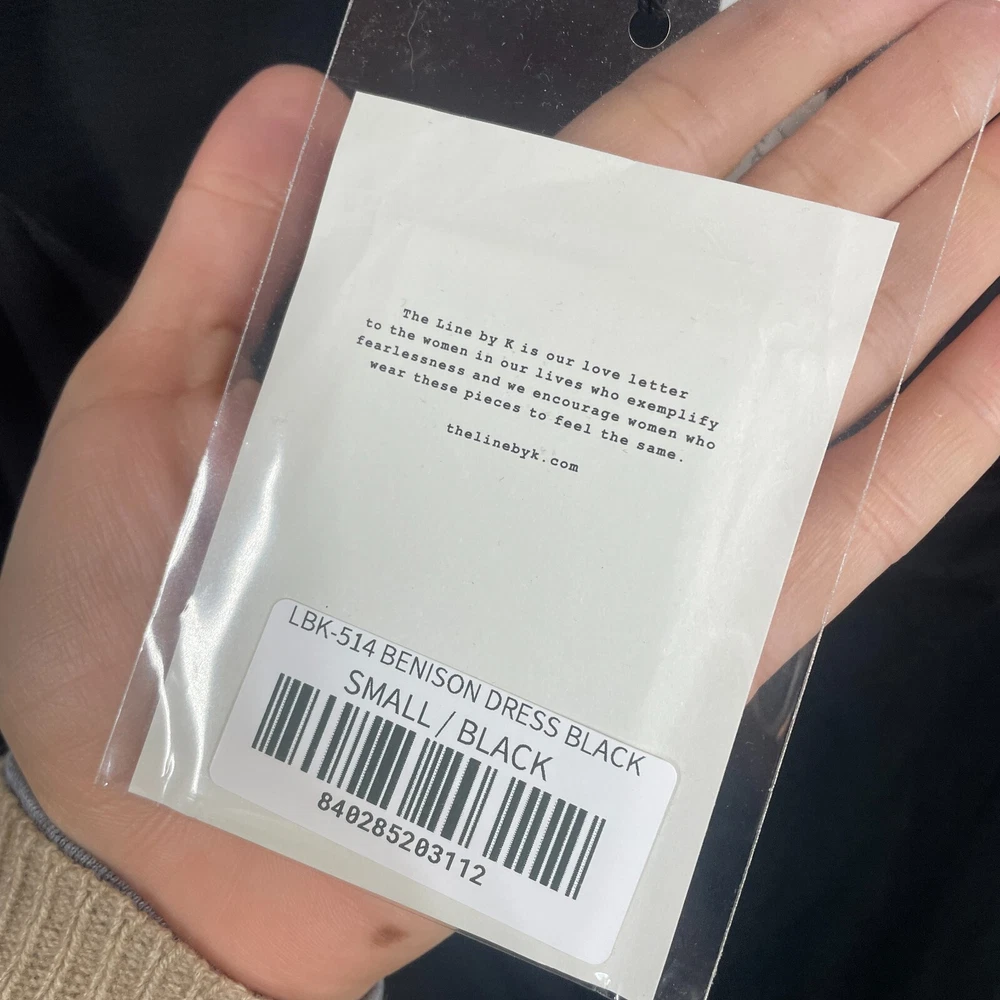 The Line by K is our love letter
to the women in our lives who exemplify
fearlessness and we encourage women who
wear these pieces to feel the same.
thelinebyk.com
LBK-514 BENISON DRESS BLACK
SMALL / BLACK
840285203112